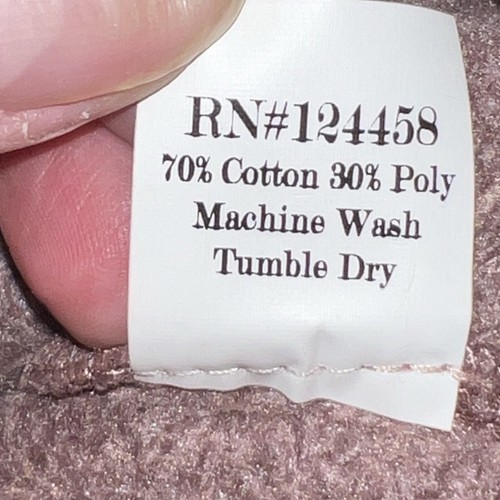 RN#124458
70% Cotton 30% Poly
Machine Wash
Tumble Dry